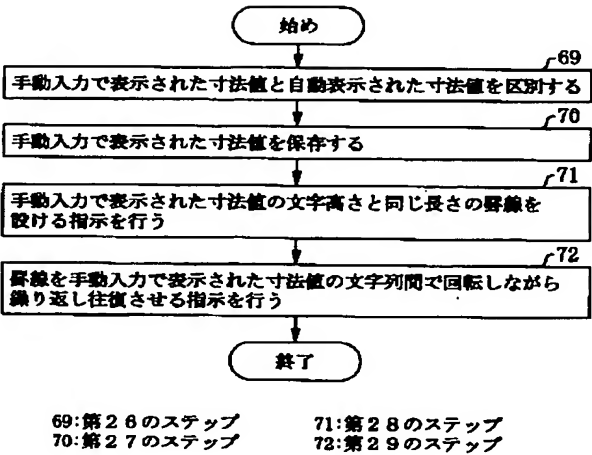 始め
69
手動入力で表示された寸法値と自動表示された寸法値を区別する
70
手動入力で表示された寸法値を保存する
71
手動入力で表示された寸法値の文字高さと同じ長さの罫線を
設ける指示を行う
72
罫線を手動入力で表示された寸法値の文字列間で回転しながら
繰り返し往復させる指示を行う
終了
69:第26のステップ 71:第28のステップ
70:第27のステップ 72:第29のステップ